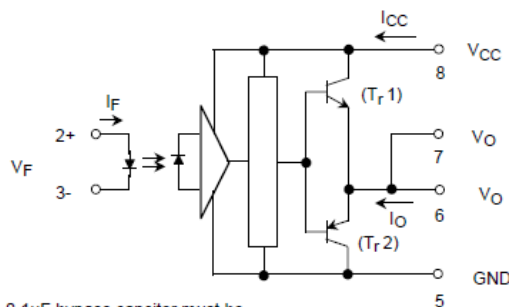 ICC
VCC
8
(Tr 1)
IF
2+
VO
7
VF
3-
VO
6
IO
(Tr 2)
GND
5